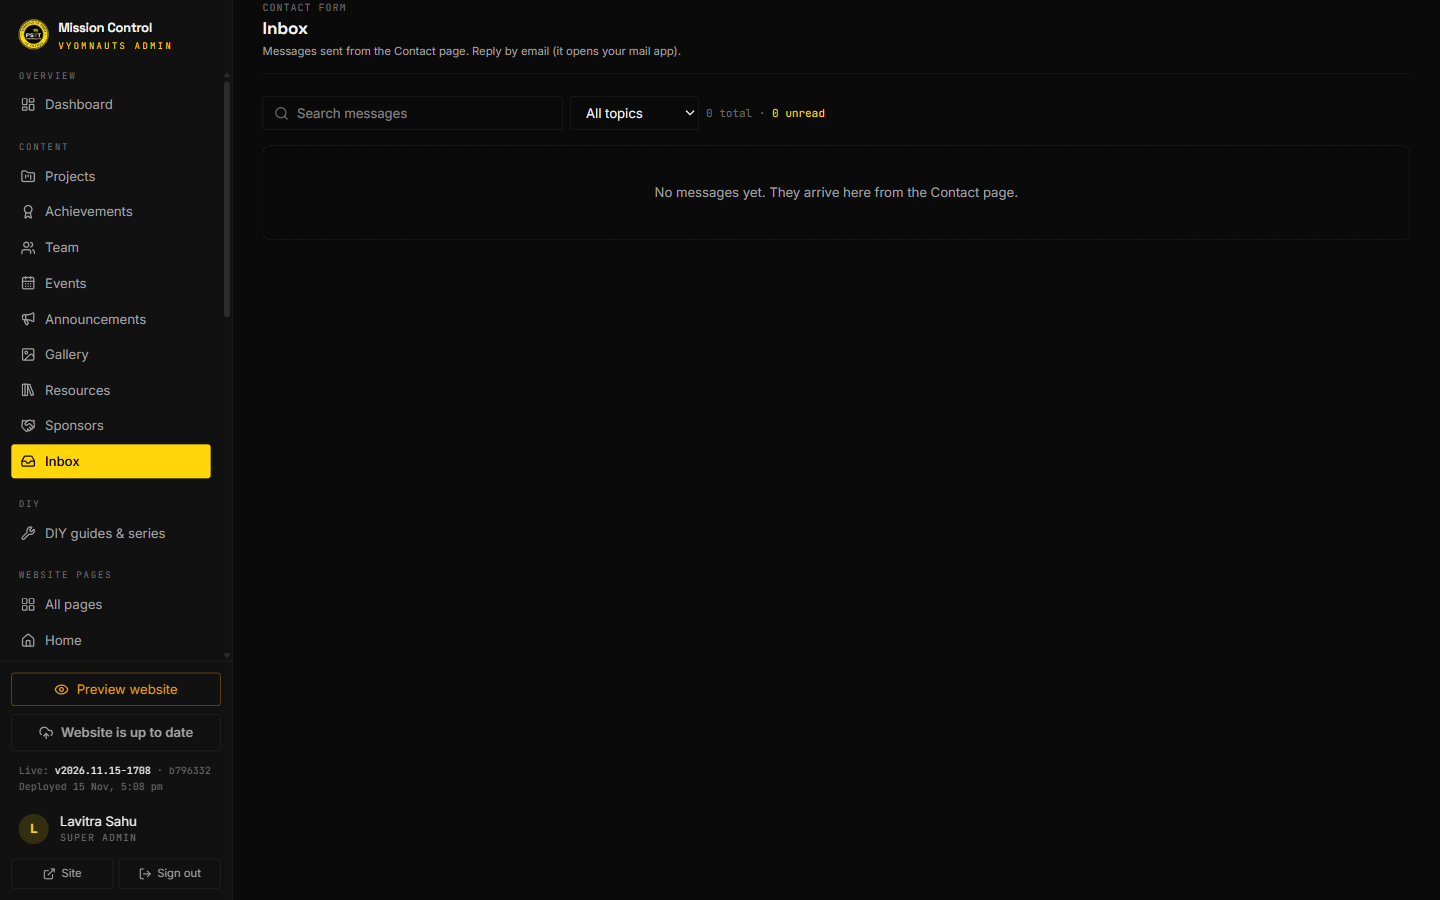 Mission Control
VYOMNAUTS ADMIN
OVERVIEW
Dashboard
CONTENT
Projects
Achievements
Team
Events
Announcements
Gallery
Resources
Sponsors
Inbox
DIY
DIY guides & series
WEBSITE PAGES
All pages
Home
Preview website
Website is up to date
Live: v2026.11.15-1708 · b796332
Deployed 15 Nov, 5:08 pm
L
Lavitra Sahu
SUPER ADMIN
Site
Sign out
CONTACT FORM
Inbox
Messages sent from the Contact page. Reply by email (it opens your mail app).
Search messages
All topics
0 total · 0 unread
No messages yet. They arrive here from the Contact page.